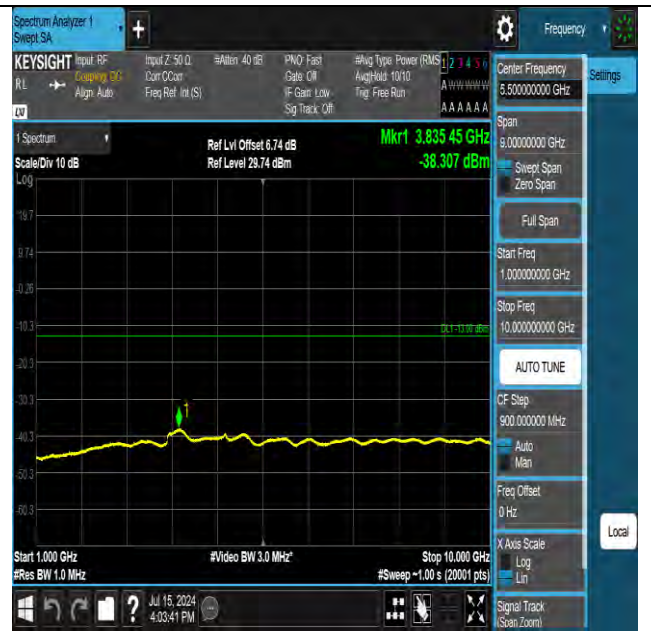 Spectrum Analyzer 1
Swept SA
Frequency
KEYSIGHT
Input: RF
Coupling: DC
Align: Auto
Input Z: 50 Ω
Corr CCorr
Freq Ref: Int (S)
#Atten: 40 dB
PNO: Fast
Gate: Off
IF Gain: Low
Sig Track: Off
#Avg Type: Power (RMS
Avg|Hold: 10/10
Trig: Free Run
1 2 3 4 5 6
A W W W W W
A A A A A A
RL
LXI
1 Spectrum
Scale/Div 10 dB
Log
Ref Lvl Offset 6.74 dB
Ref Level 29.74 dBm
Mkr1 3.835 45 GHz
-38.307 dBm
19.7
9.74
-0.26
-10.3
-20.3
-30.3
-40.3
-50.3
-60.3
DL1 -13.00 dBm
1
Start 1.000 GHz
#Res BW 1.0 MHz
#Video BW 3.0 MHz*
Stop 10.000 GHz
#Sweep ~1.00 s (20001 pts)
Jul 15, 2024
4:03:41 PM
Center Frequency
5.500000000 GHz
Settings
Span
9.00000000 GHz
Swept Span
Zero Span
Full Span
Start Freq
1.000000000 GHz
Stop Freq
10.000000000 GHz
AUTO TUNE
CF Step
900.000000 MHz
Auto
Man
Freq Offset
0 Hz
X Axis Scale
Log
Lin
Signal Track
(Span Zoom)
Local